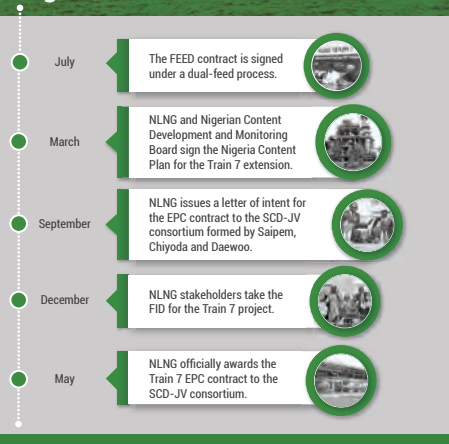 July
The FEED contract is signed
under a dual-feed process.
March
NLNG and Nigerian Content
Development and Monitoring
Board sign the Nigeria Content
Plan for the Train 7 extension.
September
NLNG issues a letter of intent for
the EPC contract to the SCD-JV
consortium formed by Saipem,
Chiyoda and Daewoo.
December
NLNG stakeholders take the
FID for the Train 7 project.
May
NLNG officially awards the
Train 7 EPC contract to the
SCD-JV consortium.